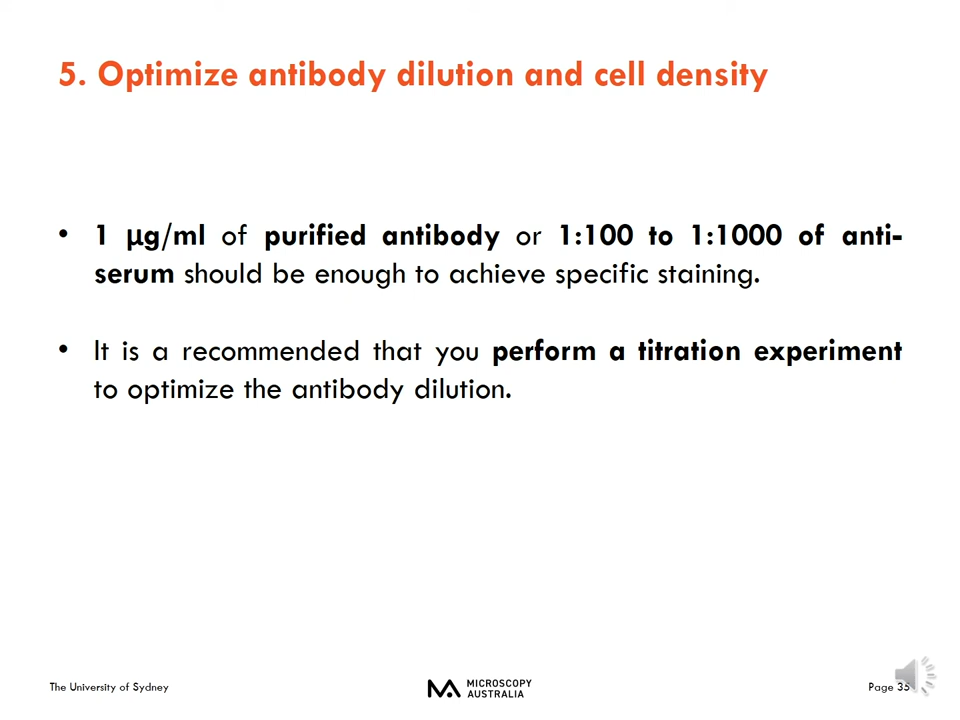 5. Optimize antibody dilution and cell density
• 1 µg/ml of purified antibody or 1:100 to 1:1000 of anti-
serum should be enough to achieve specific staining.
• It is a recommended that you perform a titration experiment
to optimize the antibody dilution.
The University of Sydney
MICROSCOPY
AUSTRALIA
Page 35